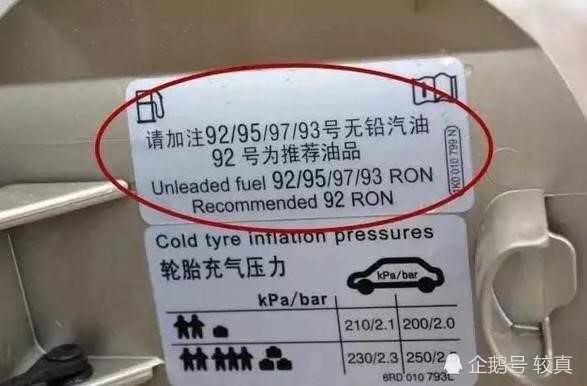 请加注92/95/97/93号无铅汽油
92 号为推荐油品
Unleaded fuel 92/95/97/93 RON
Recommended 92 RON
Cold tyre inflation pressures
轮胎充气压力
kPa/bar
kPa/bar
210/2.1 200/2.0
230/2.3 250/2.
6RD 010 793
企鹅号 较真